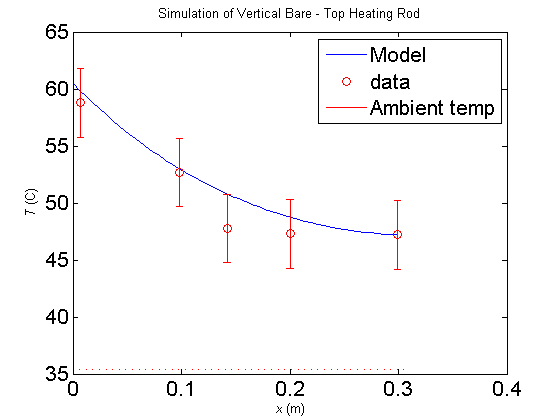 Simulation of Vertical Bare - Top Heating Rod
65
60
55
50
45
40
35
Model
data
Ambient temp
T (C)
0
0.1
0.2
0.3
0.4
x (m)